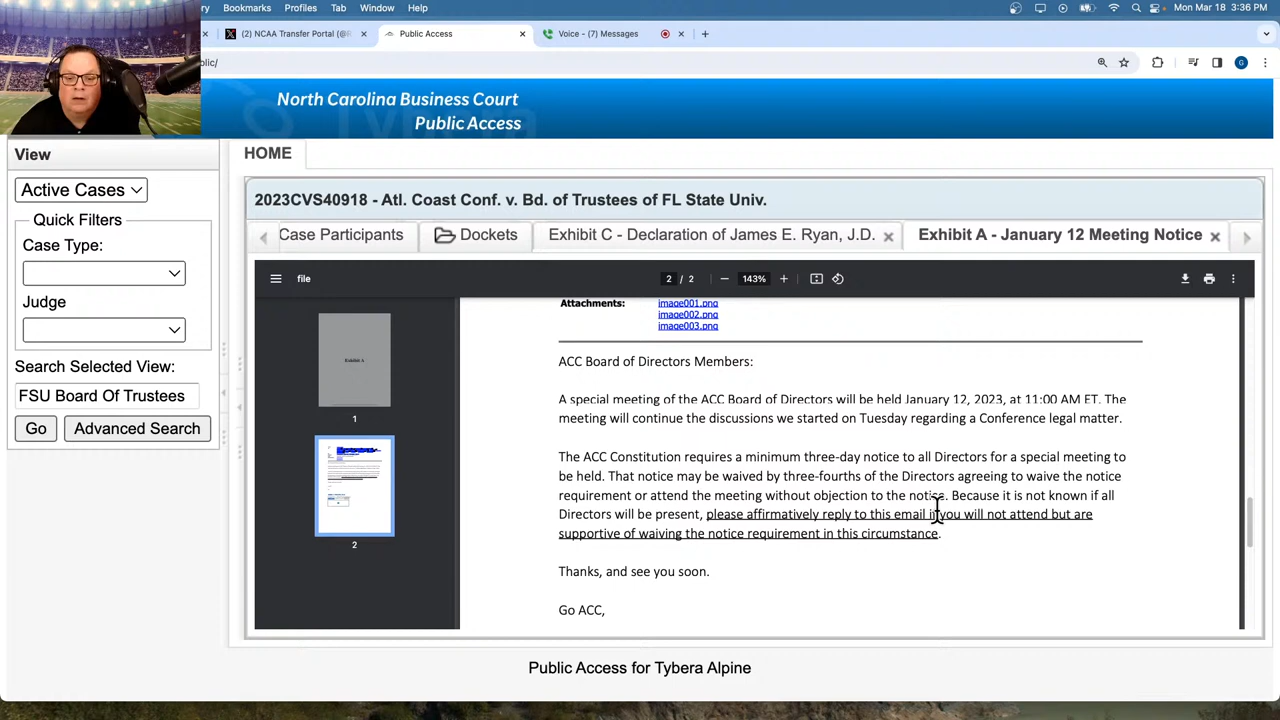 ry Bookmarks Profiles Tab Window Help Mon Mar 18 3:36 PM
(2) NCAA Transfer Portal (@ Public Access Voice - (7) Messages
lic/
North Carolina Business Court
Public Access
View
HOME
Active Cases
2023CVS40918 - Atl. Coast Conf. v. Bd. of Trustees of FL State Univ.
Quick Filters
Case Participants Dockets Exhibit C - Declaration of James E. Ryan, J.D. Exhibit A - January 12 Meeting Notice
Case Type:
file 2 / 2 143%
Judge
Search Selected View:
FSU Board Of Trustees
Go Advanced Search
1
2
Attachments: image001.png
image002.png
image003.png
ACC Board of Directors Members:
A special meeting of the ACC Board of Directors will be held January 12, 2023, at 11:00 AM ET. The
meeting will continue the discussions we started on Tuesday regarding a Conference legal matter.
The ACC Constitution requires a minimum three-day notice to all Directors for a special meeting to
be held. That notice may be waived by three-fourths of the Directors agreeing to waive the notice
requirement or attend the meeting without objection to the notice. Because it is not known if all
Directors will be present, please affirmatively reply to this email if you will not attend but are
supportive of waiving the notice requirement in this circumstance.
Thanks, and see you soon.
Go ACC,
Public Access for Tybera Alpine